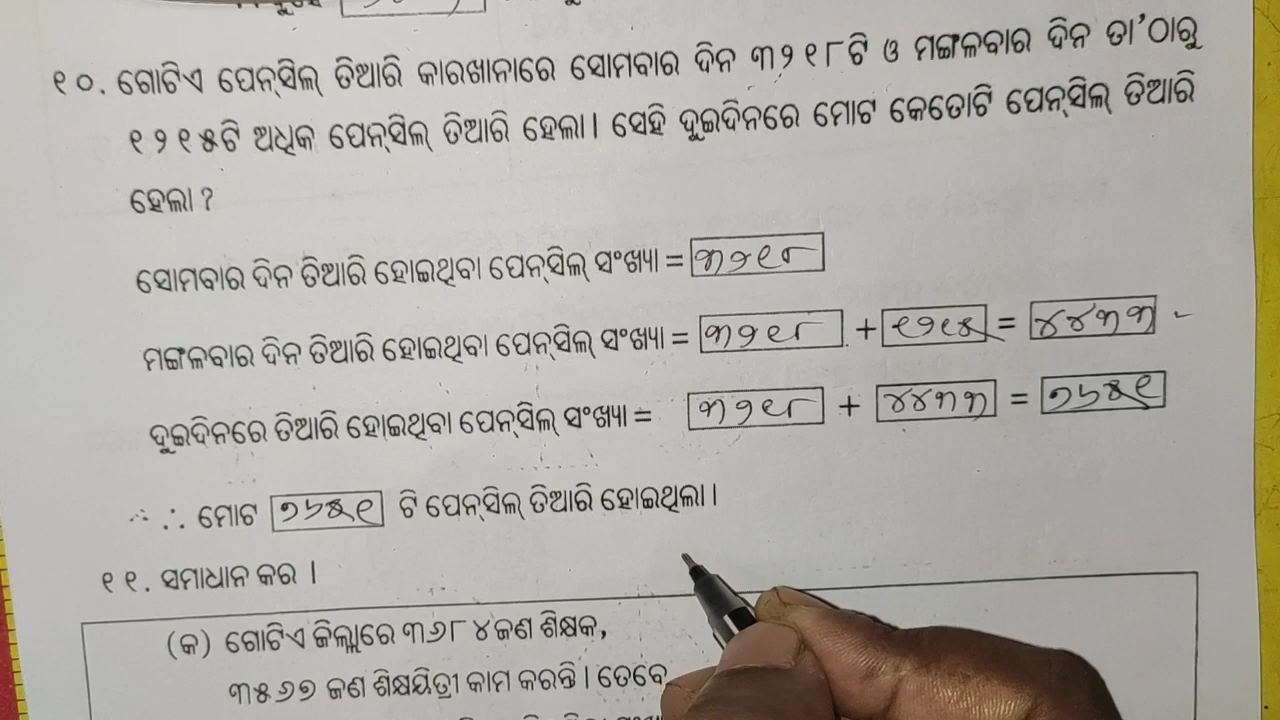 ୧୦. ଗୋଟିଏ ପେନ୍‌ସିଲ୍ ତିଆରି କାରଖାନାରେ ସୋମବାର ଦିନ ୩୨୧୮ଟି ଓ ମଙ୍ଗଳବାର ଦିନ ତା'ଠାରୁ
୧୨୧୫ଟି ଅଧିକ ପେନ୍‌ସିଲ୍ ତିଆରି ହେଲା। ସେହି ଦୁଇଦିନରେ ମୋଟ କେତୋଟି ପେନ୍‌ସିଲ୍ ତିଆରି
ହେଲା ?
ସୋମବାର ଦିନ ତିଆରି ହୋଇଥିବା ପେନ୍‌ସିଲ୍ ସଂଖ୍ୟା = ୩୨୧୮
ମଙ୍ଗଳବାର ଦିନ ତିଆରି ହୋଇଥିବା ପେନ୍‌ସିଲ୍ ସଂଖ୍ୟା = ୩୨୧୮ + ୧୨୧୫ = ୪୪୩୩
ଦୁଇଦିନରେ ତିଆରି ହୋଇଥିବା ପେନ୍‌ସିଲ୍ ସଂଖ୍ୟା = ୩୨୧୮ + ୪୪୩୩ = ୭୬୫୧
∴ ମୋଟ ୭୬୫୧ ଟି ପେନ୍‌ସିଲ୍ ତିଆରି ହୋଇଥିଲା।
୧୧. ସମାଧାନ କର ।
(କ) ଗୋଟିଏ ଜିଲ୍ଲାରେ ୩୬୮୪ଜଣ ଶିକ୍ଷକ,
୩୫୬୭ ଜଣ ଶିକ୍ଷୟିତ୍ରୀ କାମ କରନ୍ତି । ତେବେ